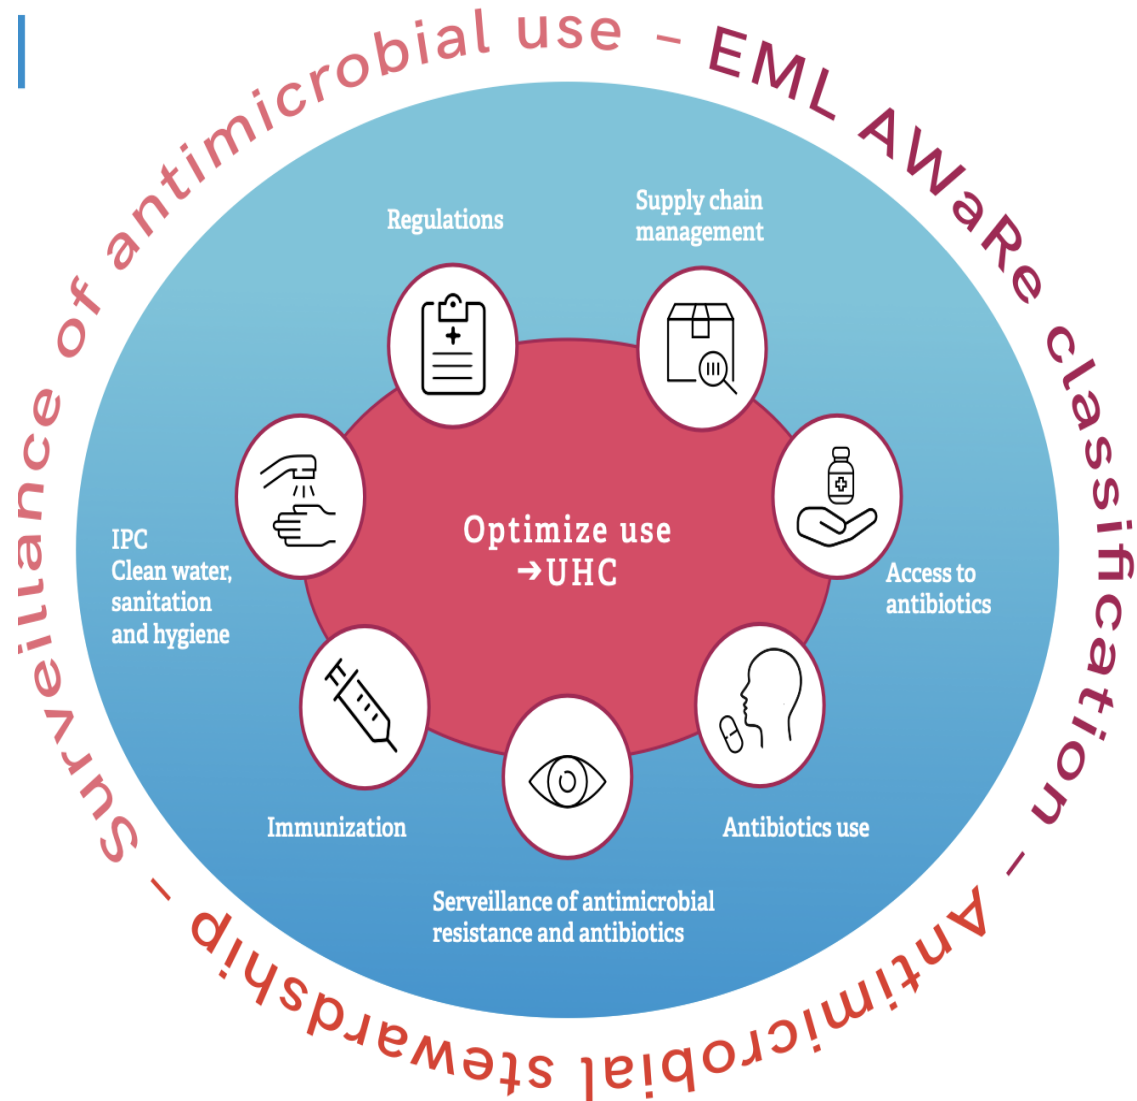 Surveillance of antimicrobial use – EML AWaRe classification – Antimicrobial stewardship –
Regulations
Supply chain
management
IPC
Clean water,
sanitation
and hygiene
Optimize use
➔UHC
Access to
antibiotics
Immunization
Antibiotics use
Serveillance of antimicrobial
resistance and antibiotics